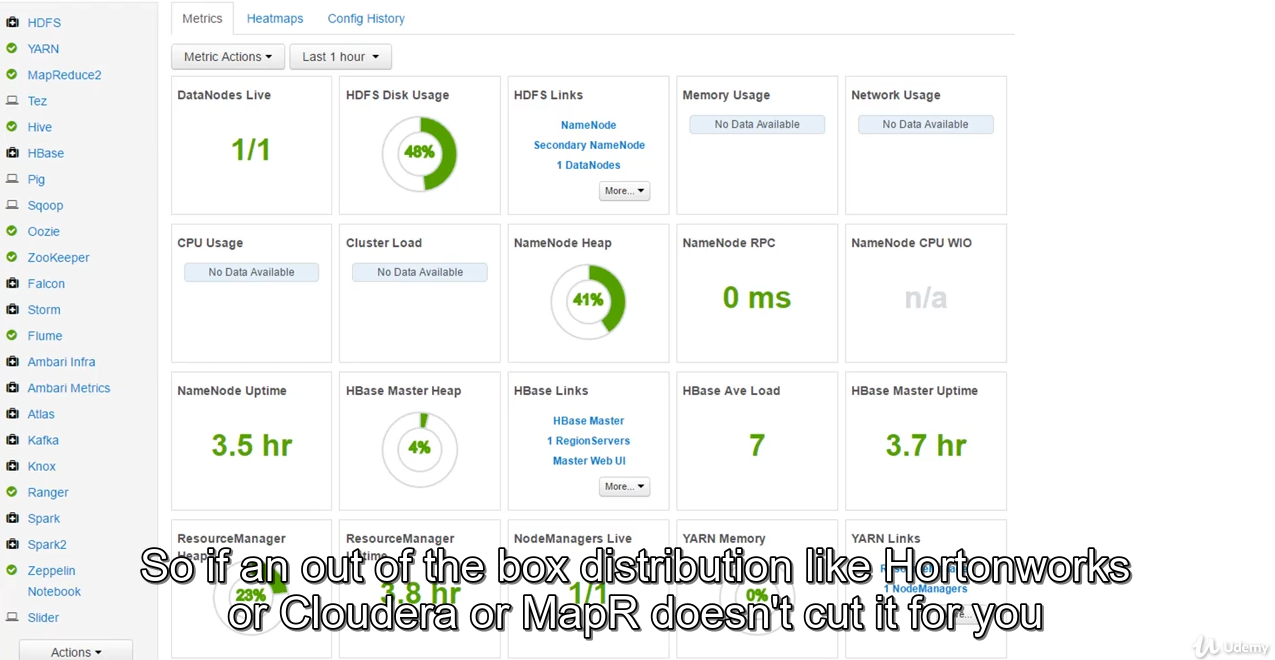 HDFS
YARN
MapReduce2
Tez
Hive
HBase
Pig
Sqoop
Oozie
ZooKeeper
Falcon
Storm
Flume
Ambari Infra
Ambari Metrics
Atlas
Kafka
Knox
Ranger
Spark
Spark2
Zeppelin
Notebook
Slider
Actions
Metrics Heatmaps Config History
Metric Actions Last 1 hour
DataNodes Live
1/1
HDFS Disk Usage
48%
HDFS Links
NameNode
Secondary NameNode
1 DataNodes
More...
Memory Usage
No Data Available
Network Usage
No Data Available
CPU Usage
No Data Available
Cluster Load
No Data Available
NameNode Heap
41%
NameNode RPC
0 ms
NameNode CPU WIO
n/a
NameNode Uptime
3.5 hr
HBase Master Heap
4%
HBase Links
HBase Master
1 RegionServers
Master Web UI
More...
HBase Ave Load
7
HBase Master Uptime
3.7 hr
ResourceManager
Heap
23%
ResourceManager
Uptime
3.8 hr
NodeManagers Live
1/1
YARN Memory
0%
YARN Links
1 NodeManagers
So if an out of the box distribution like Hortonworks
or Cloudera or MapR doesn't cut it for you
Udemy